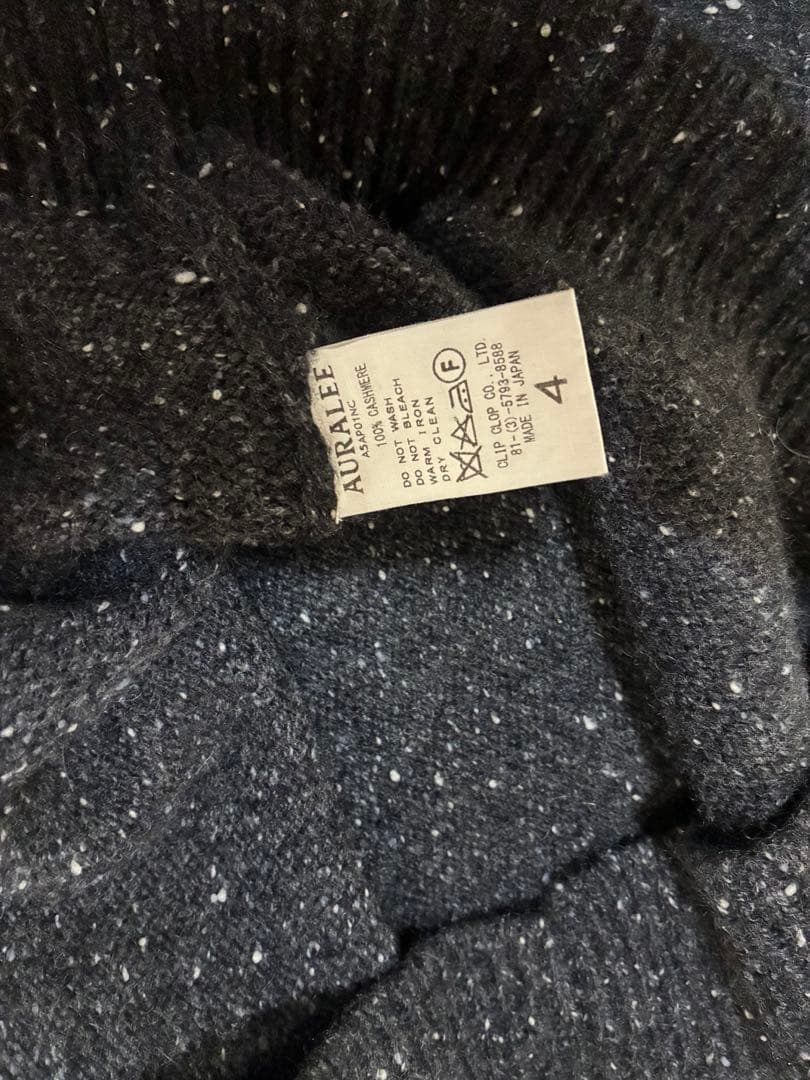 AURALEE
A5AP01NC
100% CASHMERE
DO NOT WASH
DO NOT BLEACH
WARM IRON
DRY CLEAN
F
CLIP CLOP CO., LTD.
81-(3)-5793-8588
MADE IN JAPAN
4